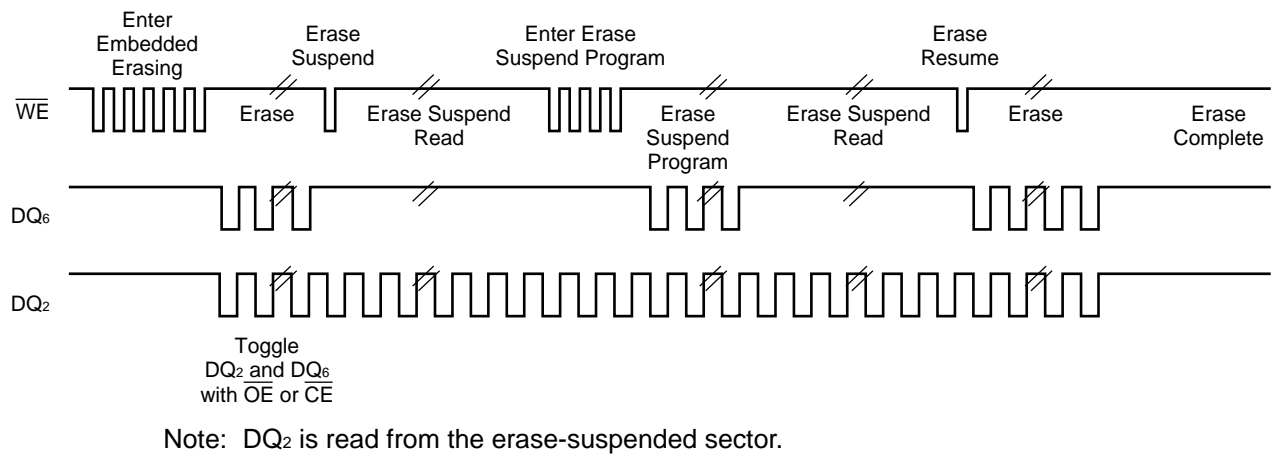 Enter
Embedded
Erasing
Erase
Suspend
Enter Erase
Suspend Program
Erase
Resume
WE
Erase
Erase Suspend
Read
Erase
Suspend
Program
Erase Suspend
Read
Erase
Erase
Complete
DQ6
DQ2
Toggle
DQ2 and DQ6
with OE or CE
Note: DQ2 is read from the erase-suspended sector.